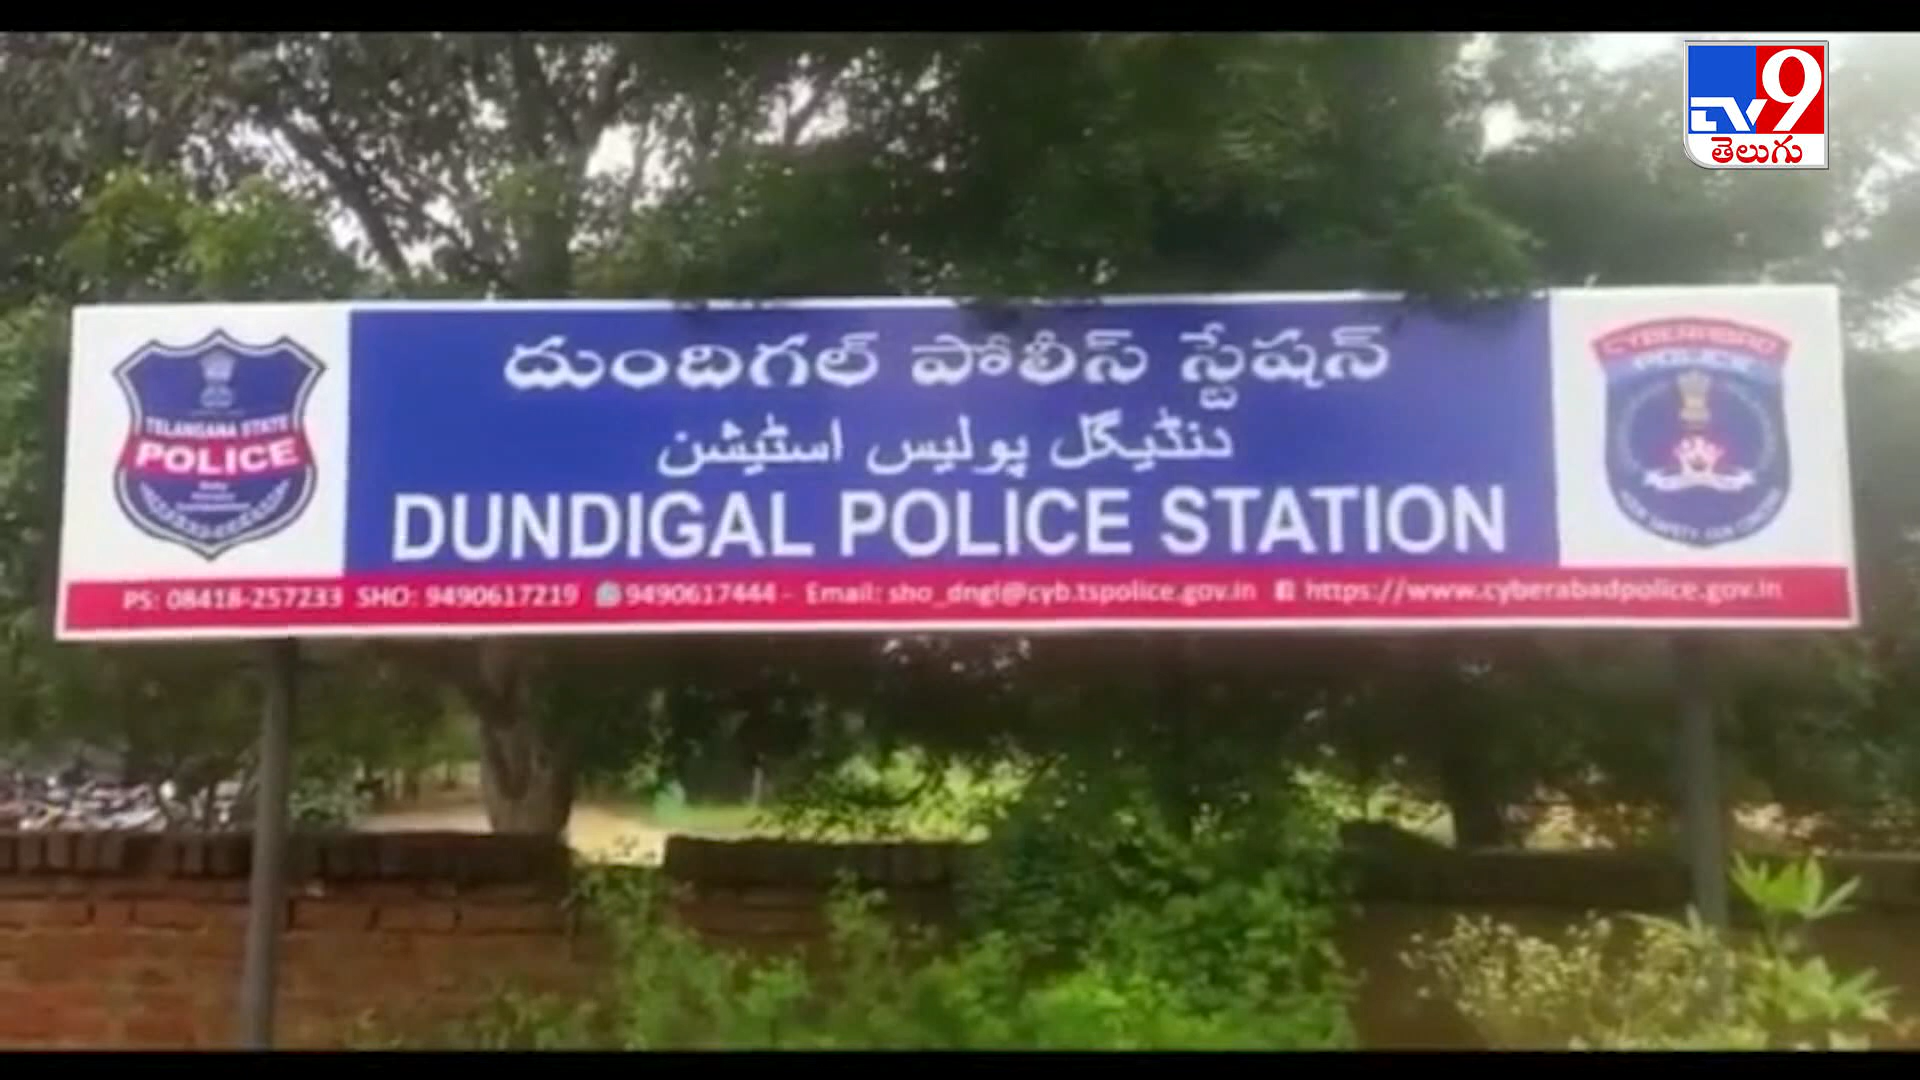 TV9
తెలుగు
దుండిగల్ పోలీస్ స్టేషన్
دنڈیگل پولیس اسٹیشن
DUNDIGAL POLICE STATION
TELANGANA STATE
POLICE
CYBERABAD
POLICE
PS: 08418-257233 SHO: 9490617219 9490617444 - Email: sho_dngl@cyb.tspolice.gov.in https://www.cyberabadpolice.gov.in